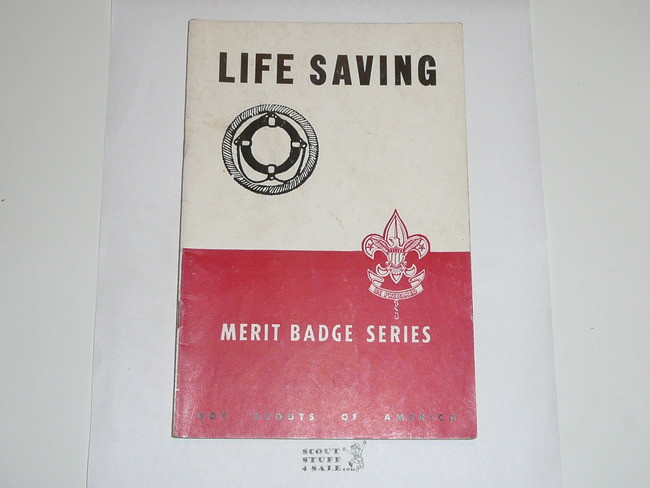 LIFE SAVING
BE PREPARED
MERIT BADGE SERIES
BOY SCOUTS OF AMERICA
SCOUT
STUFF
4 SALE.com